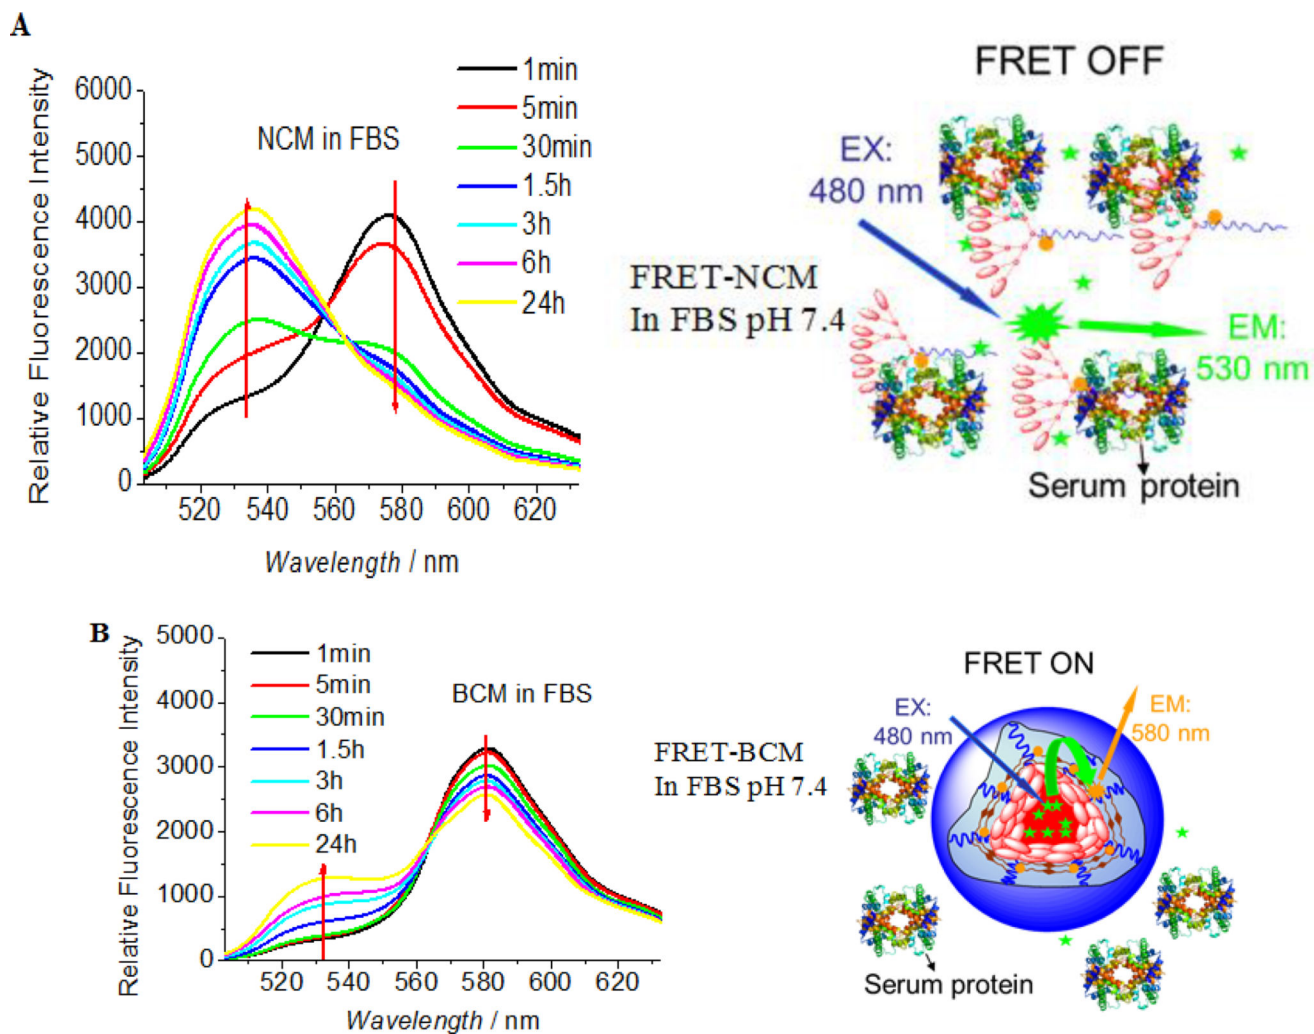 A
FRET OFF
Relative Fluorescence Intensity
6000
5000
4000
3000
2000
1000
0
NCM in FBS
1min
5min
30min
1.5h
3h
6h
24h
520 540 560 580 600 620
Wavelength / nm
EX:
480 nm
FRET-NCM
In FBS pH 7.4
EM:
530 nm
Serum protein
B
Relative Fluorescence Intensity
5000
4000
3000
2000
1000
0
1min
5min
30min
1.5h
3h
6h
24h
BCM in FBS
520 540 560 580 600 620
Wavelength / nm
FRET ON
EX:
480 nm
EM:
580 nm
FRET-BCM
In FBS pH 7.4
Serum protein